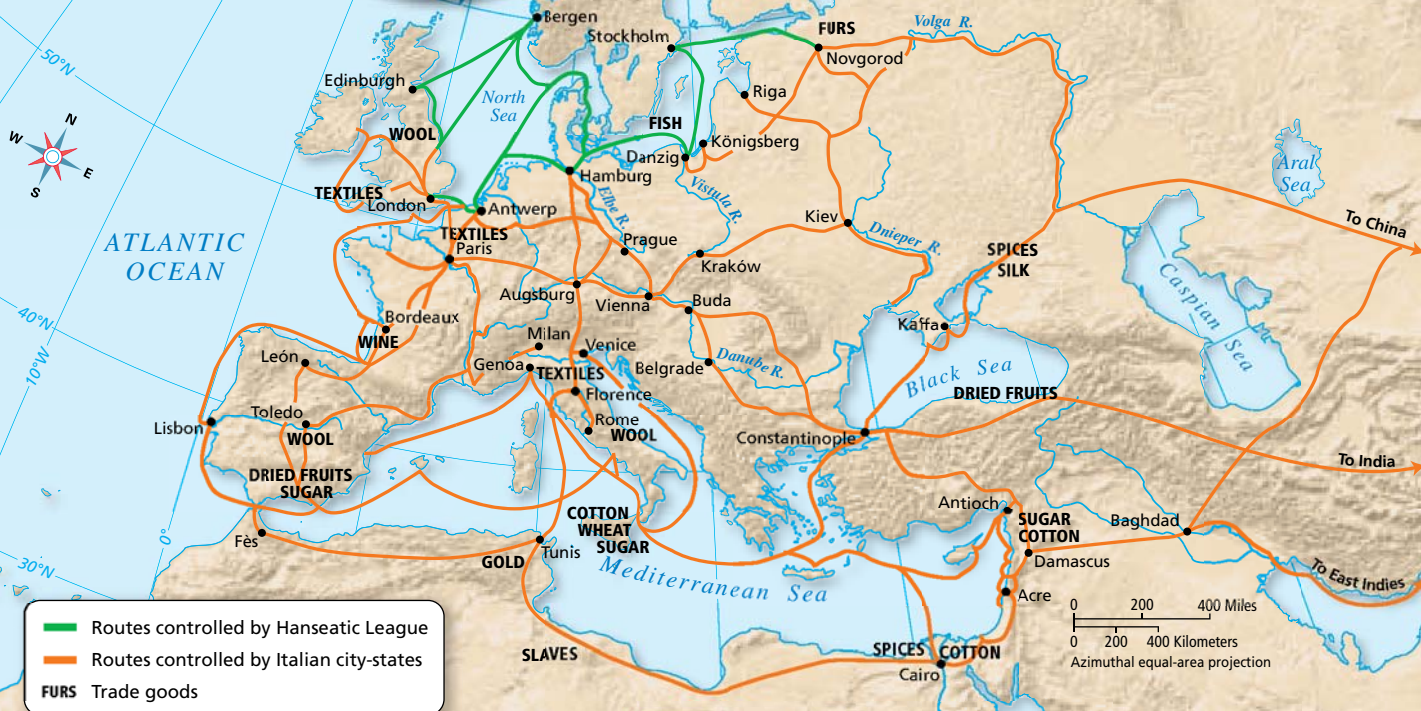 Bergen
Stockholm
FURS
Volga R.
Novgorod
50°N
Edinburgh
North
Sea
Riga
N
W
E
S
WOOL
FISH
Königsberg
Danzig
Hamburg
Aral
Sea
TEXTILES
London
Antwerp
Elbe R.
Vistula R.
Kiev
Dnieper R.
To China
ATLANTIC
OCEAN
TEXTILES
Paris
Prague
Kraków
SPICES
SILK
Augsburg
Vienna
Buda
Caspian
Sea
40°N
10°W
Bordeaux
WINE
Milan
Venice
Kaffa
León
Genoa
TEXTILES
Belgrade
Danube R.
Black Sea
DRIED FRUITS
Florence
Toledo
Lisbon
WOOL
Rome
WOOL
Constantinople
To India
DRIED FRUITS
SUGAR
Antioch
COTTON
WHEAT
SUGAR
SUGAR
COTTON
Baghdad
0°
Fès
Tunis
GOLD
Damascus
30°N
Mediterranean Sea
To East Indies
Acre
0 200 400 Miles
0 200 400 Kilometers
Azimuthal equal-area projection
SLAVES
SPICES
COTTON
Cairo
Routes controlled by Hanseatic League
Routes controlled by Italian city-states
FURS Trade goods